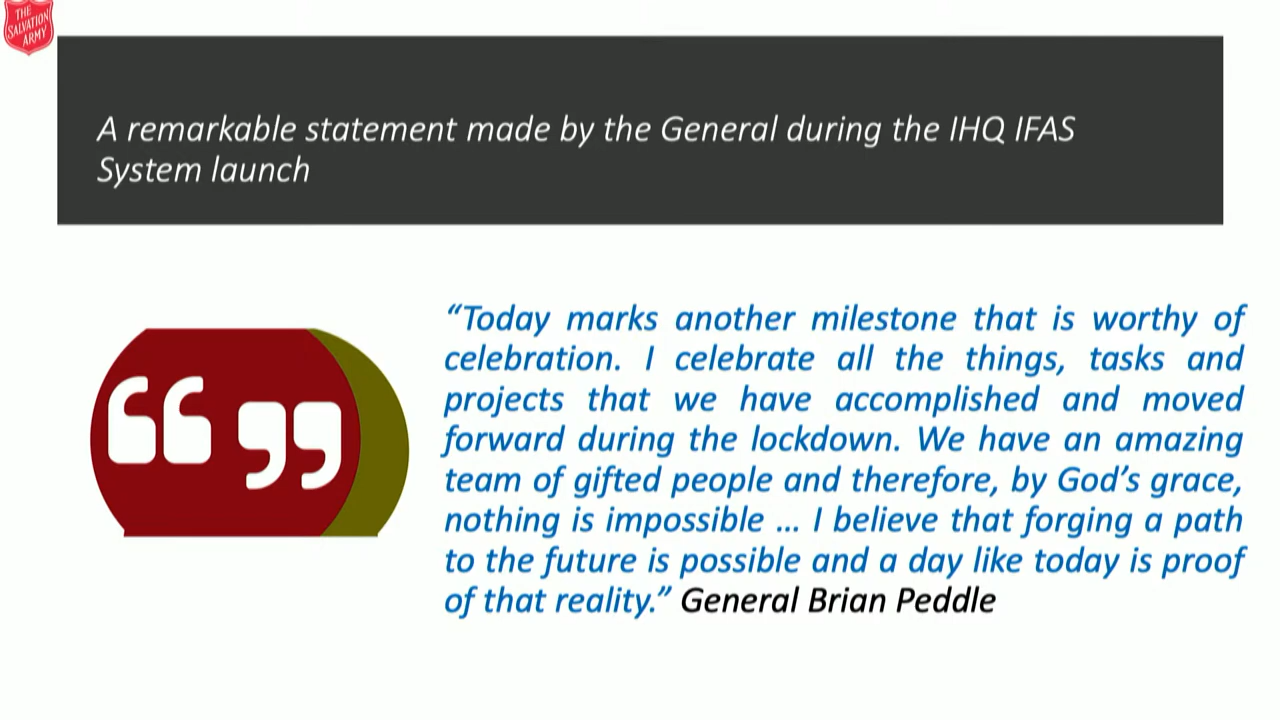 THE
SALVATION
ARMY
A remarkable statement made by the General during the IHQ IFAS
System launch
“Today marks another milestone that is worthy of
celebration. I celebrate all the things, tasks and
projects that we have accomplished and moved
forward during the lockdown. We have an amazing
team of gifted people and therefore, by God’s grace,
nothing is impossible … I believe that forging a path
to the future is possible and a day like today is proof
of that reality.” General Brian Peddle